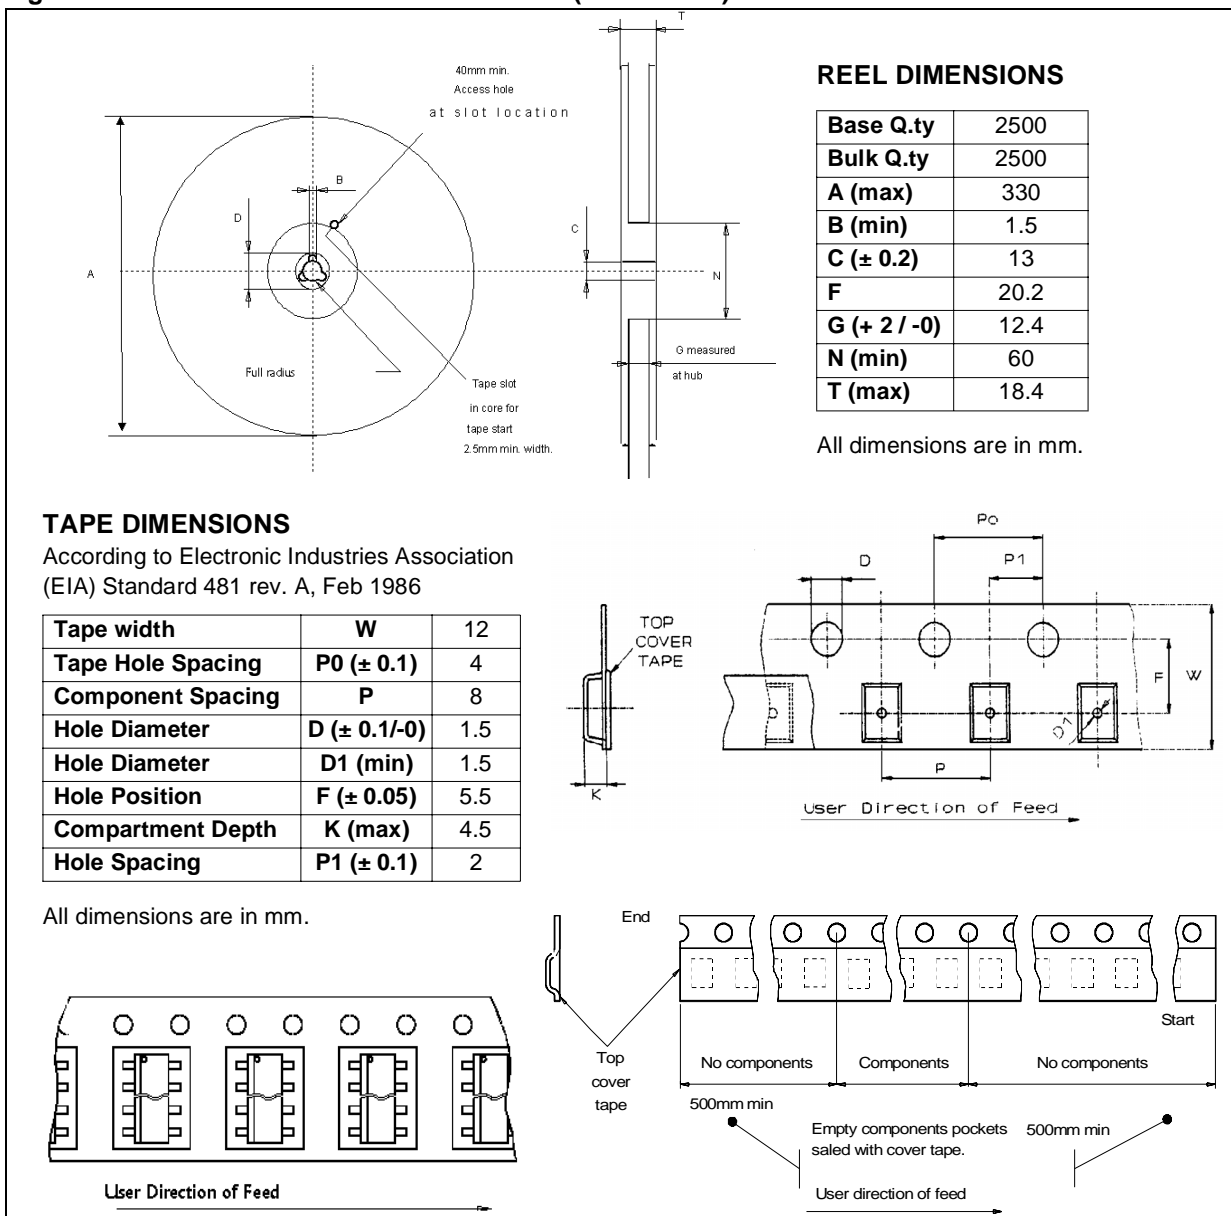 T
40mm min.
Access hole
at slot location
B
D
A
C
N
Full radius
Tape slot
in core for
tape start
2.5mm min. width.
G measured
at hub
REEL DIMENSIONS
Base Q.ty 2500
Bulk Q.ty 2500
A (max) 330
B (min) 1.5
C (± 0.2) 13
F 20.2
G (+ 2 / -0) 12.4
N (min) 60
T (max) 18.4
All dimensions are in mm.
TAPE DIMENSIONS
According to Electronic Industries Association
(EIA) Standard 481 rev. A, Feb 1986
Tape width W 12
Tape Hole Spacing P0 (± 0.1) 4
Component Spacing P 8
Hole Diameter D (± 0.1/-0) 1.5
Hole Diameter D1 (min) 1.5
Hole Position F (± 0.05) 5.5
Compartment Depth K (max) 4.5
Hole Spacing P1 (± 0.1) 2
All dimensions are in mm.
TOP
COVER
TAPE
K
Po
P1
D
F
W
D1
P
User Direction of Feed
End
Start
Top
cover
tape
No components
Components
No components
500mm min
Empty components pockets
saled with cover tape.
500mm min
User direction of feed
User Direction of Feed